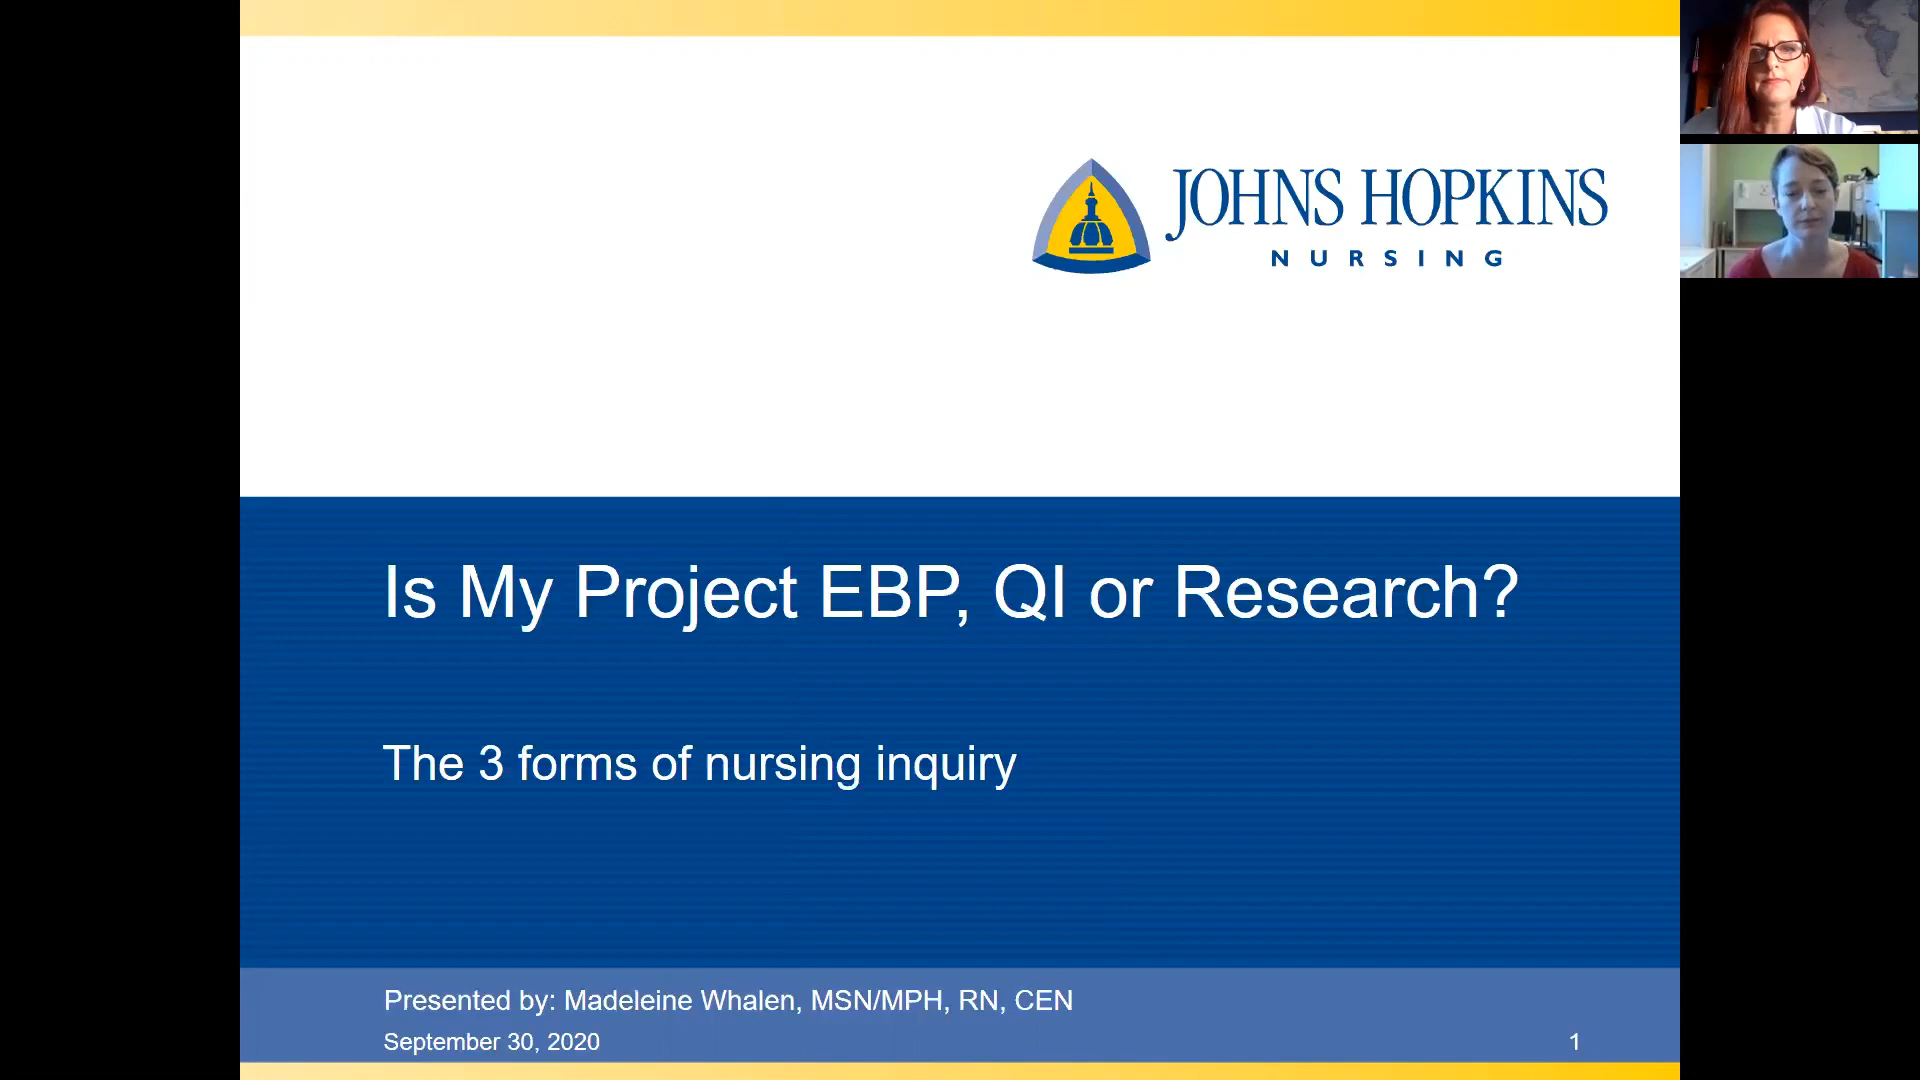 JOHNS HOPKINS
NURSING
Is My Project EBP, QI or Research?
The 3 forms of nursing inquiry
Presented by: Madeleine Whalen, MSN/MPH, RN, CEN
September 30, 2020
1